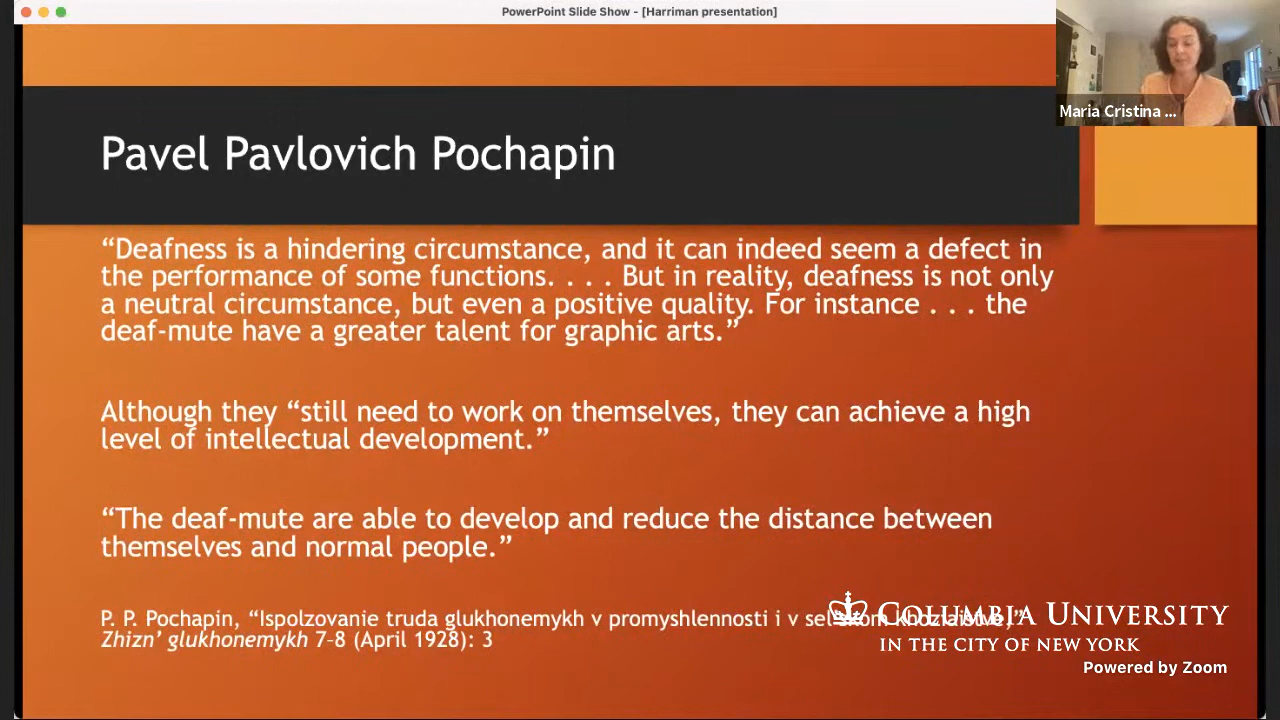 PowerPoint Slide Show - [Harriman presentation]
Maria Cristina ...
Pavel Pavlovich Pochapin
“Deafness is a hindering circumstance, and it can indeed seem a defect in
the performance of some functions. . . . But in reality, deafness is not only
a neutral circumstance, but even a positive quality. For instance . . . the
deaf-mute have a greater talent for graphic arts.”
Although they “still need to work on themselves, they can achieve a high
level of intellectual development.”
“The deaf-mute are able to develop and reduce the distance between
themselves and normal people.”
P. P. Pochapin, “Ispolzovanie truda glukhonemykh v promyshlennosti i v
Zhizn’ glukhonemykh 7–8 (April 1928): 3
COLUMBIA UNIVERSITY
IN THE CITY OF NEW YORK
Powered by Zoom